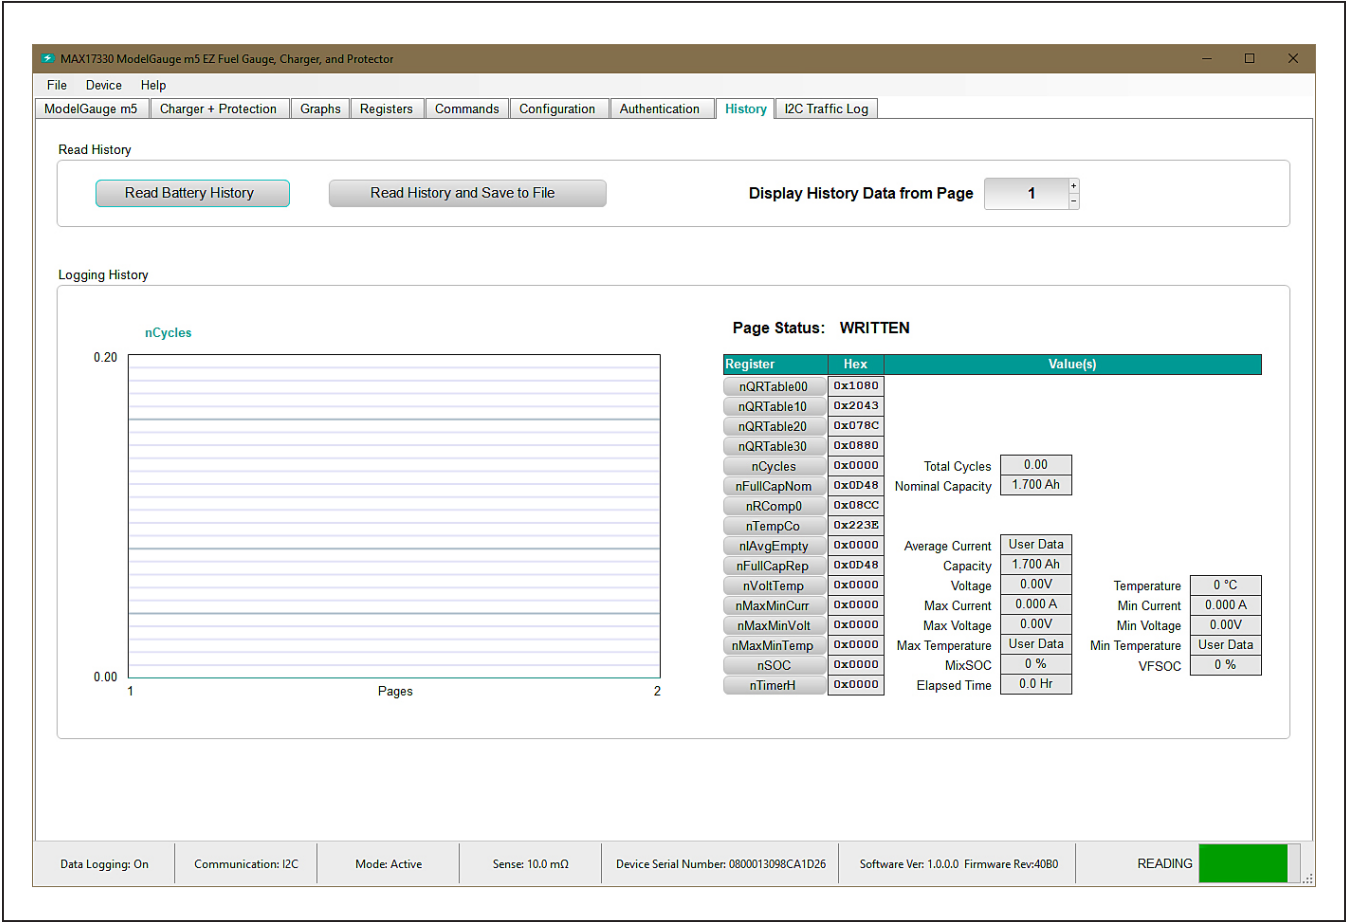 MAX17330 ModelGauge m5 EZ Fuel Gauge, Charger, and Protector
File Device Help
ModelGauge m5 Charger + Protection Graphs Registers Commands Configuration Authentication History I2C Traffic Log
Read History
Read Battery History Read History and Save to File Display History Data from Page 1 + -
Logging History
nCycles
0.20
0.00
1 Pages 2
Page Status: WRITTEN
Register Hex Value(s)
nQRTable00 0x1080
nQRTable10 0x2043
nQRTable20 0x078C
nQRTable30 0x0880
nCycles 0x0000 Total Cycles 0.00
nFullCapNom 0x0D48 Nominal Capacity 1.700 Ah
nRComp0 0x08CC
nTempCo 0x223E
nIAvgEmpty 0x0000 Average Current User Data
nFullCapRep 0x0D48 Capacity 1.700 Ah
nVoltTemp 0x0000 Voltage 0.00V Temperature 0 °C
nMaxMinCurr 0x0000 Max Current 0.000 A Min Current 0.000 A
nMaxMinVolt 0x0000 Max Voltage 0.00V Min Voltage 0.00V
nMaxMinTemp 0x0000 Max Temperature User Data Min Temperature User Data
nSOC 0x0000 MixSOC 0 % VFSOC 0 %
nTimerH 0x0000 Elapsed Time 0.0 Hr
Data Logging: On Communication: I2C Mode: Active Sense: 10.0 mΩ Device Serial Number: 0800013098CA1D26 Software Ver: 1.0.0.0 Firmware Rev:40B0 READING